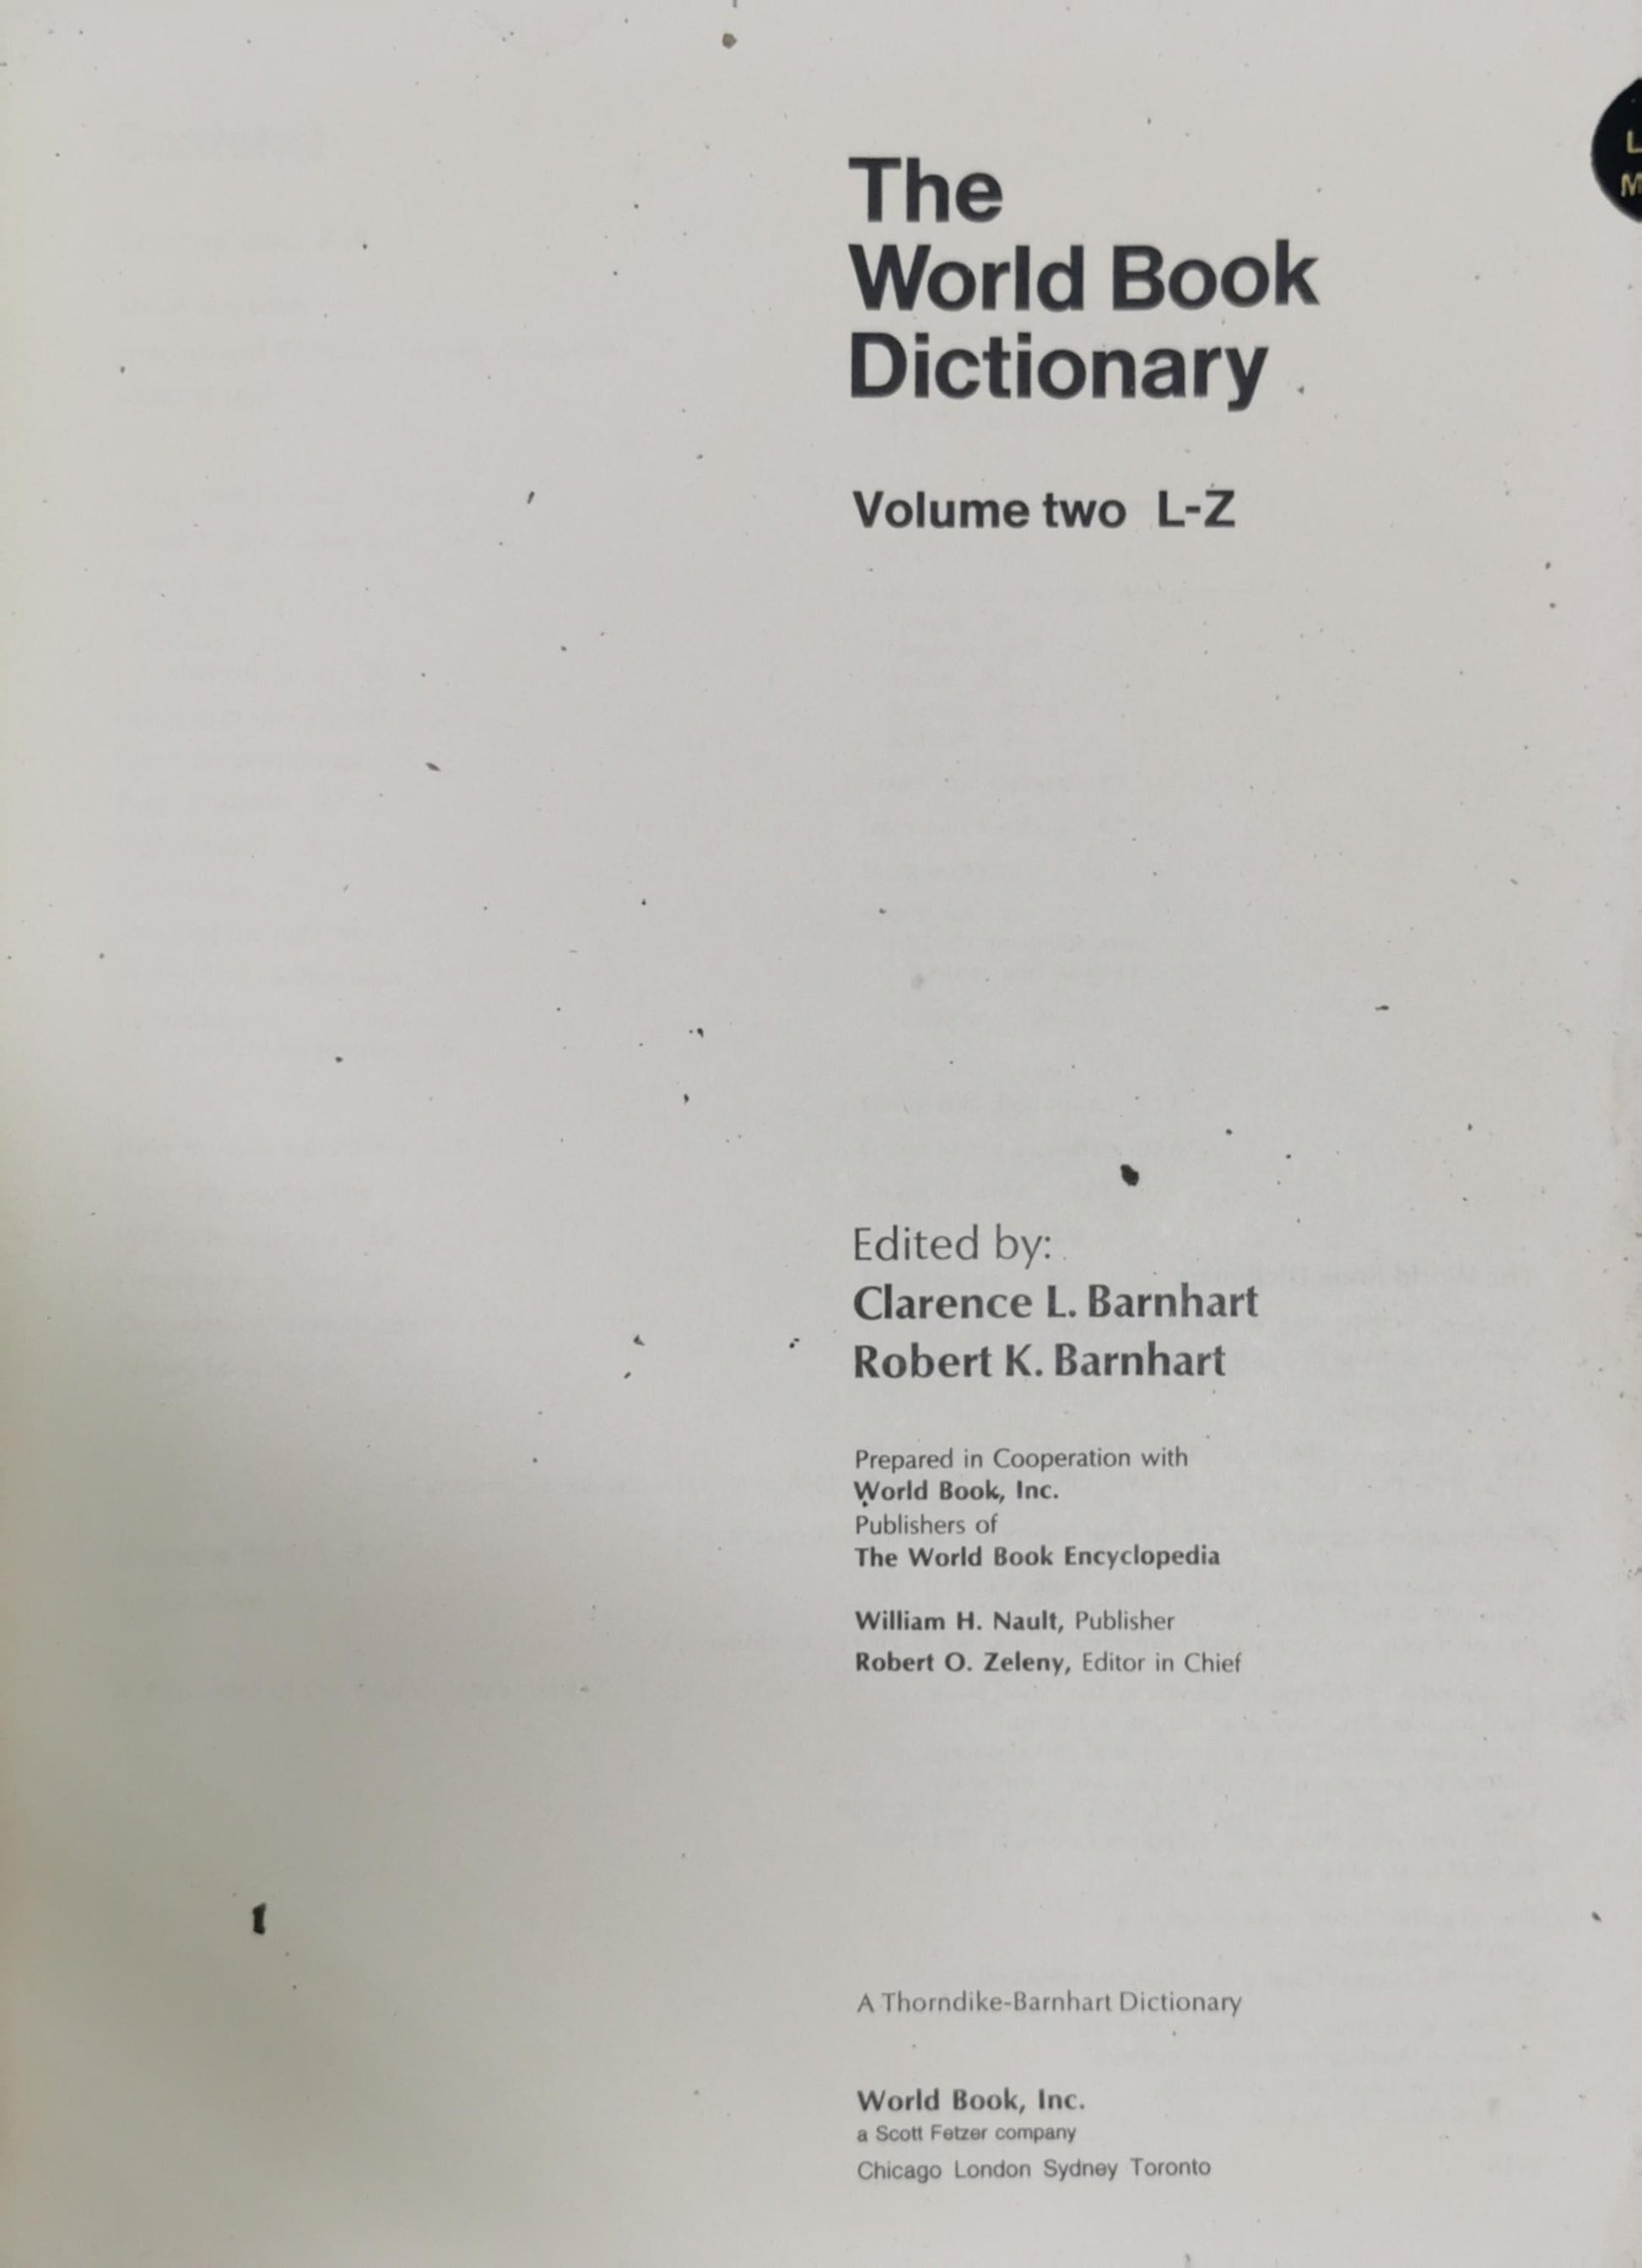 The
World Book
Dictionary
L
M
Volume two L-Z
Edited by:
Clarence L. Barnhart
Robert K. Barnhart
Prepared in Cooperation with
World Book, Inc.
Publishers of
The World Book Encyclopedia
William H. Nault, Publisher
Robert O. Zeleny, Editor in Chief
A Thorndike-Barnhart Dictionary
World Book, Inc.
a Scott Fetzer company
Chicago London Sydney Toronto